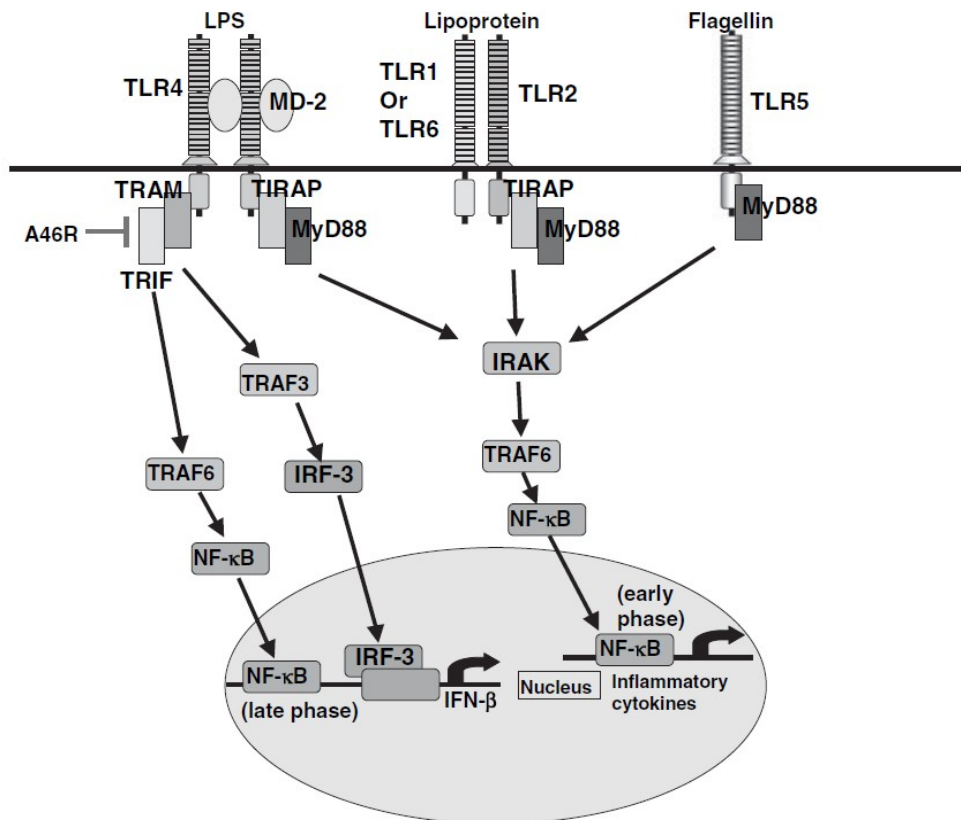 LPS
Lipoprotein
Flagellin
TLR4
MD-2
TLR1
Or
TLR6
TLR2
TLR5
TRAM
TIRAP
MyD88
A46R
TRIF
TIRAP
MyD88
MyD88
TRAF3
IRAK
TRAF6
IRF-3
TRAF6
NF-κB
NF-κB
(early
phase)
NF-κB
IRF-3
NF-κB
(late phase)
IFN-β
Nucleus
Inflammatory
cytokines